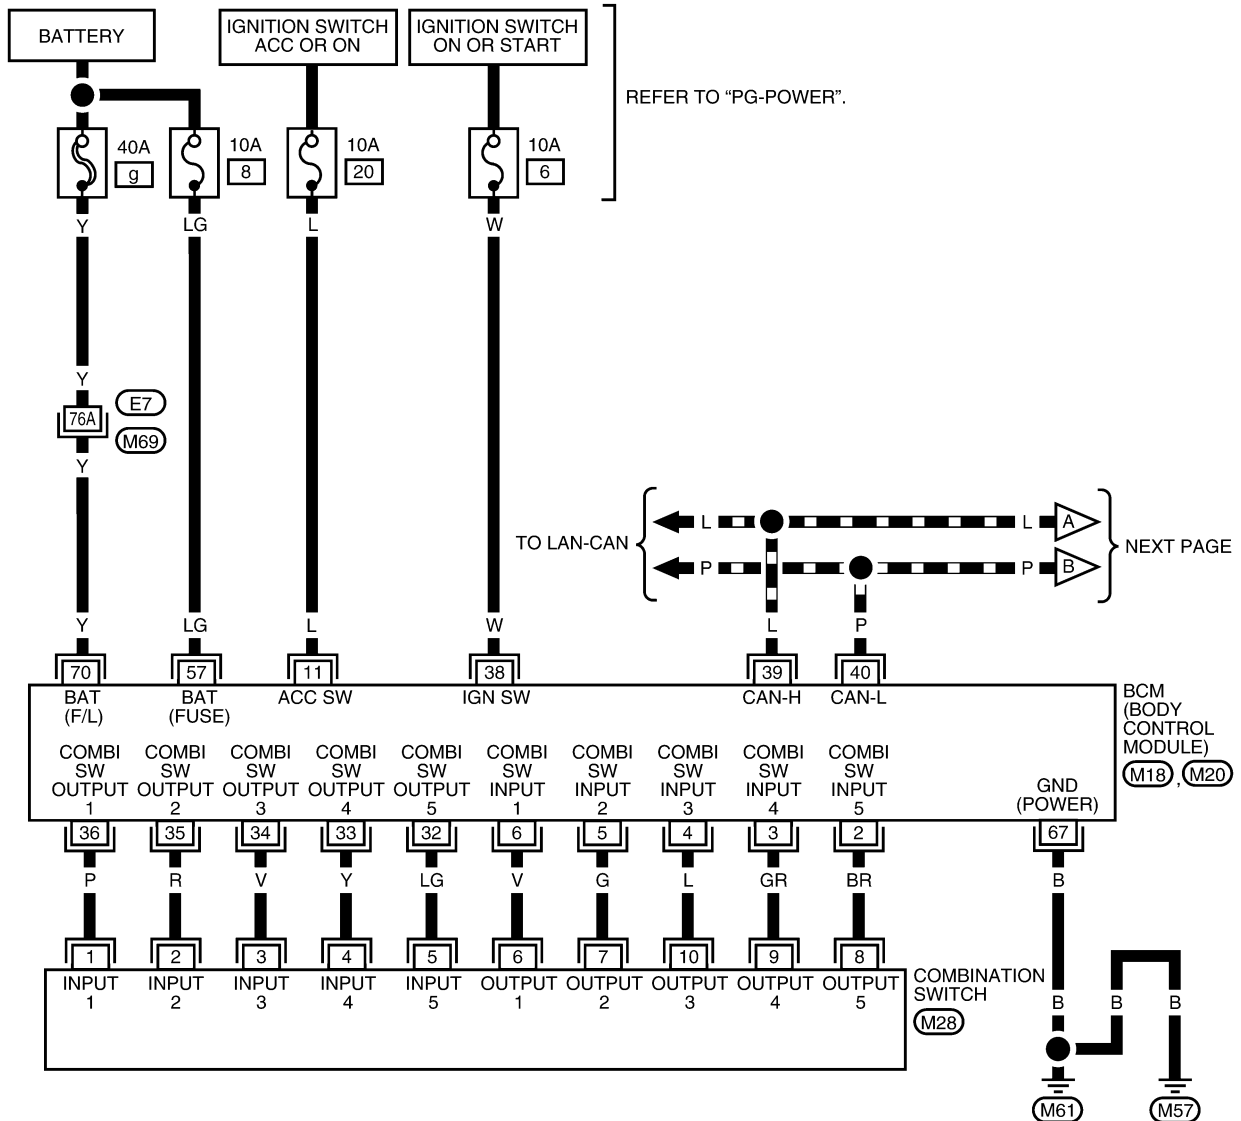 BATTERY
IGNITION SWITCH
ACC OR ON
IGNITION SWITCH
ON OR START
REFER TO “PG-POWER”.
40A
g
10A
8
10A
20
10A
6
Y
LG
L
W
Y
76A
E7
M69
Y
TO LAN-CAN
L
L
A
P
P
B
NEXT PAGE
Y
LG
L
W
L
P
70
57
11
38
39
40
BAT
(F/L)
BAT
(FUSE)
ACC SW
IGN SW
CAN-H
CAN-L
BCM
(BODY
CONTROL
MODULE)
M18 , M20
COMBI
SW
OUTPUT
1
COMBI
SW
OUTPUT
2
COMBI
SW
OUTPUT
3
COMBI
SW
OUTPUT
4
COMBI
SW
OUTPUT
5
COMBI
SW
INPUT
1
COMBI
SW
INPUT
2
COMBI
SW
INPUT
3
COMBI
SW
INPUT
4
COMBI
SW
INPUT
5
GND
(POWER)
36
35
34
33
32
6
5
4
3
2
67
P
R
V
Y
LG
V
G
L
GR
BR
B
1
2
3
4
5
6
7
10
9
8
INPUT
1
INPUT
2
INPUT
3
INPUT
4
INPUT
5
OUTPUT
1
OUTPUT
2
OUTPUT
3
OUTPUT
4
OUTPUT
5
COMBINATION
SWITCH
M28
B
B
B
M61
M57